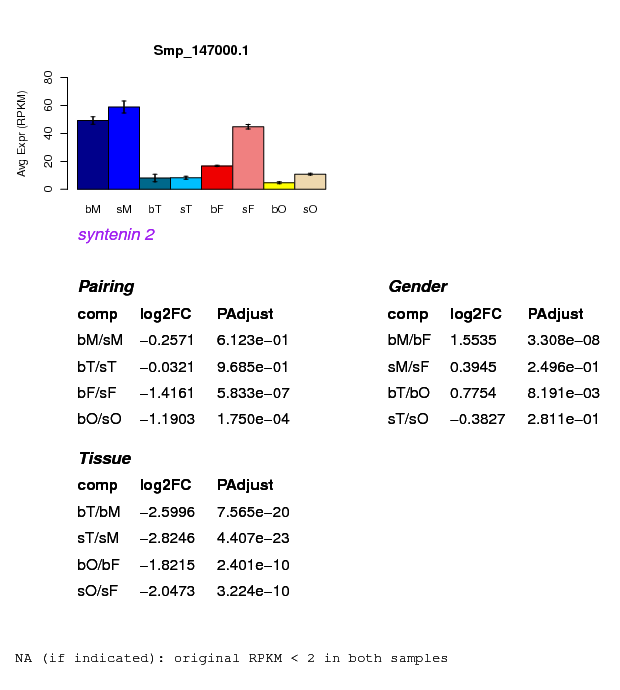 Smp_147000.1
Avg Expr (RPKM)
0 20 40 60 80
bM sM bT sT bF sF bO sO
syntenin 2
Pairing
comp log2FC PAdjust
bM/sM −0.2571 6.123e−01
bT/sT −0.0321 9.685e−01
bF/sF −1.4161 5.833e−07
bO/sO −1.1903 1.750e−04
Gender
comp log2FC PAdjust
bM/bF 1.5535 3.308e−08
sM/sF 0.3945 2.496e−01
bT/bO 0.7754 8.191e−03
sT/sO −0.3827 2.811e−01
Tissue
comp log2FC PAdjust
bT/bM −2.5996 7.565e−20
sT/sM −2.8246 4.407e−23
bO/bF −1.8215 2.401e−10
sO/sF −2.0473 3.224e−10
NA (if indicated): original RPKM < 2 in both samples